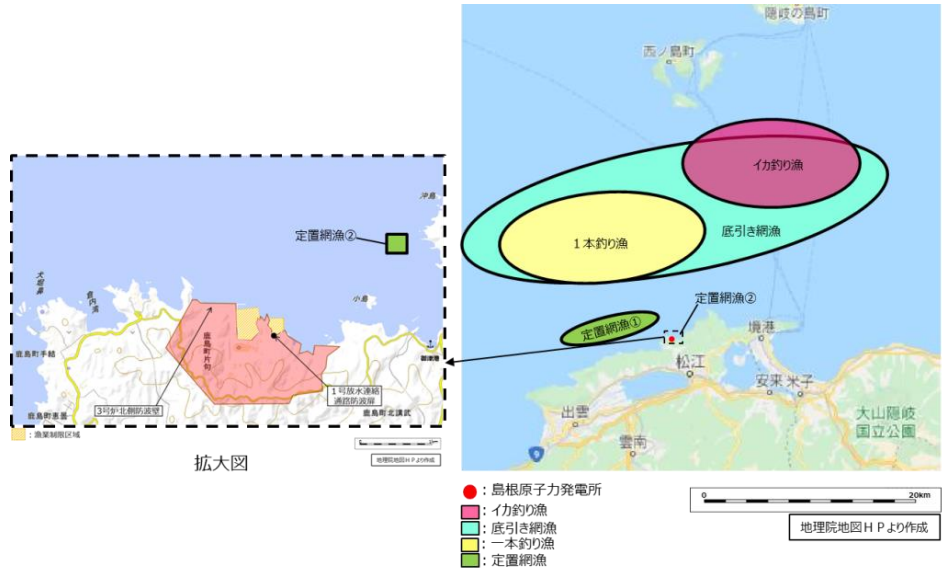 沖島
定置網漁②
小島
犬堀鼻
鹿島町手結
鹿島町片句
御津港
3号炉北側防波壁
1号放水連絡
通路防波扉
鹿島町恵曇
鹿島町北講武
:漁業制限区域
地理院地図HPより作成
拡大図
隠岐の島町
西ノ島町
イカ釣り漁
底引き網漁
1本釣り漁
定置網漁②
定置網漁①
境港
松江
安来
米子
出雲
大山隠岐
国立公園
雲南
9
:島根原子力発電所
:イカ釣り漁
:底引き網漁
:一本釣り漁
:定置網漁
0 20km
地理院地図HPより作成